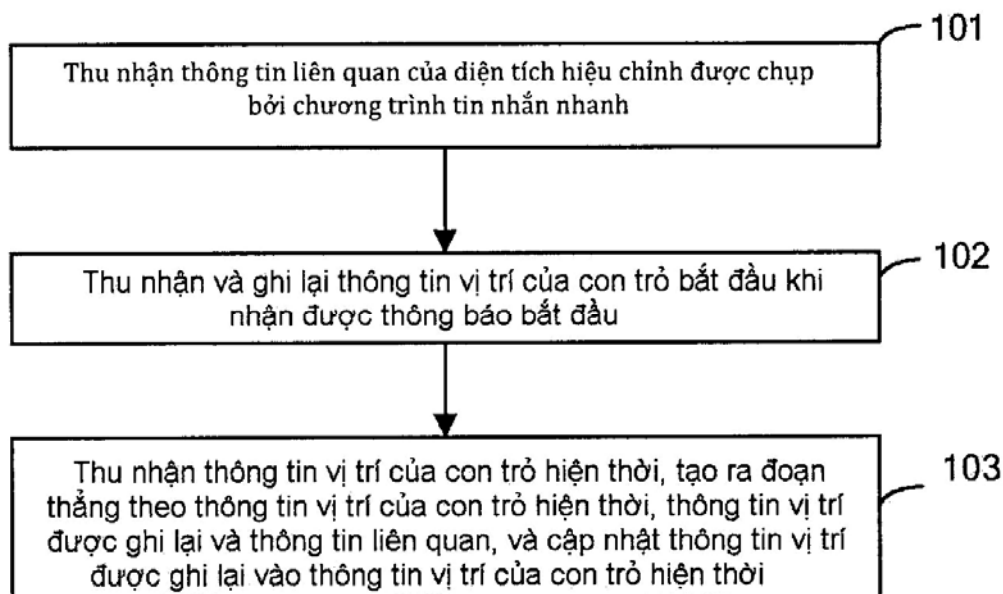 101
Thu nhận thông tin liên quan của diện tích hiệu chỉnh được chụp
bởi chương trình tin nhắn nhanh
102
Thu nhận và ghi lại thông tin vị trí của con trỏ bắt đầu khi
nhận được thông báo bắt đầu
103
Thu nhận thông tin vị trí của con trỏ hiện thời, tạo ra đoạn
thẳng theo thông tin vị trí của con trỏ hiện thời, thông tin vị trí
được ghi lại và thông tin liên quan, và cập nhật thông tin vị trí
được ghi lại vào thông tin vị trí của con trỏ hiện thời